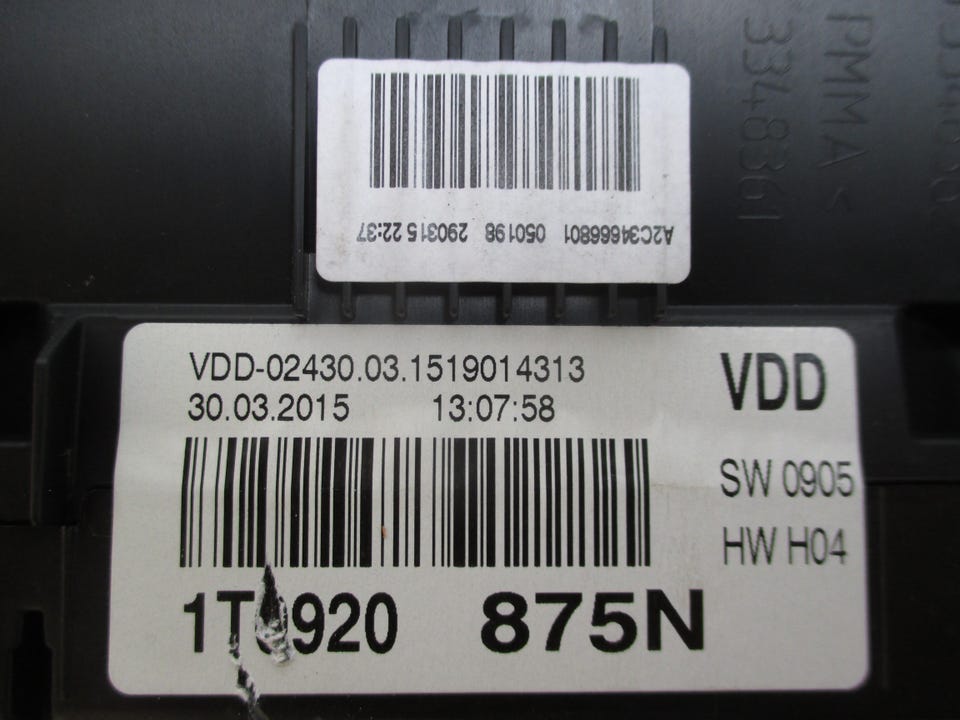 A2C34666801 050198 290315 22:37
>PMMA<
3348361
VDD-02430.03.1519014313
30.03.2015 13:07:58
VDD
SW 0905
HW H04
920 875N